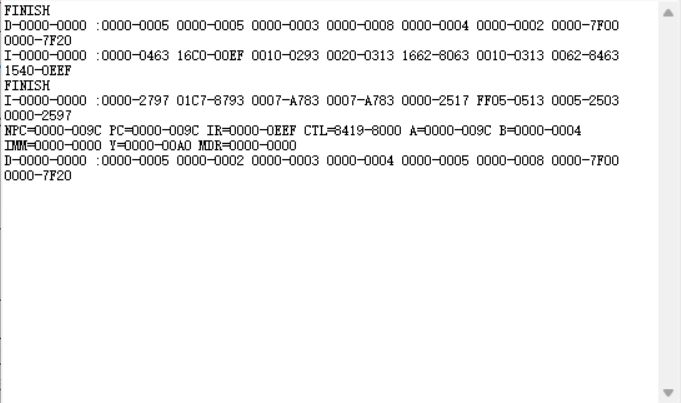 FINISH
D-0000-0000 :0000-0005 0000-0005 0000-0003 0000-0008 0000-0004 0000-0002 0000-7F00
0000-7F20
I-0000-0000 :0000-0463 16C0-00EF 0010-0293 0020-0313 1662-8063 0010-0313 0062-8463
1540-0EEF
FINISH
I-0000-0000 :0000-2797 01C7-8793 0007-A783 0007-A783 0000-2517 FF05-0513 0005-2503
0000-2597
NPC=0000-009C PC=0000-009C IR=0000-0EEF CTL=8419-8000 A=0000-009C B=0000-0004
IMM=0000-0000 Y=0000-00A0 MDR=0000-0000
D-0000-0000 :0000-0005 0000-0002 0000-0003 0000-0004 0000-0005 0000-0008 0000-7F00
0000-7F20